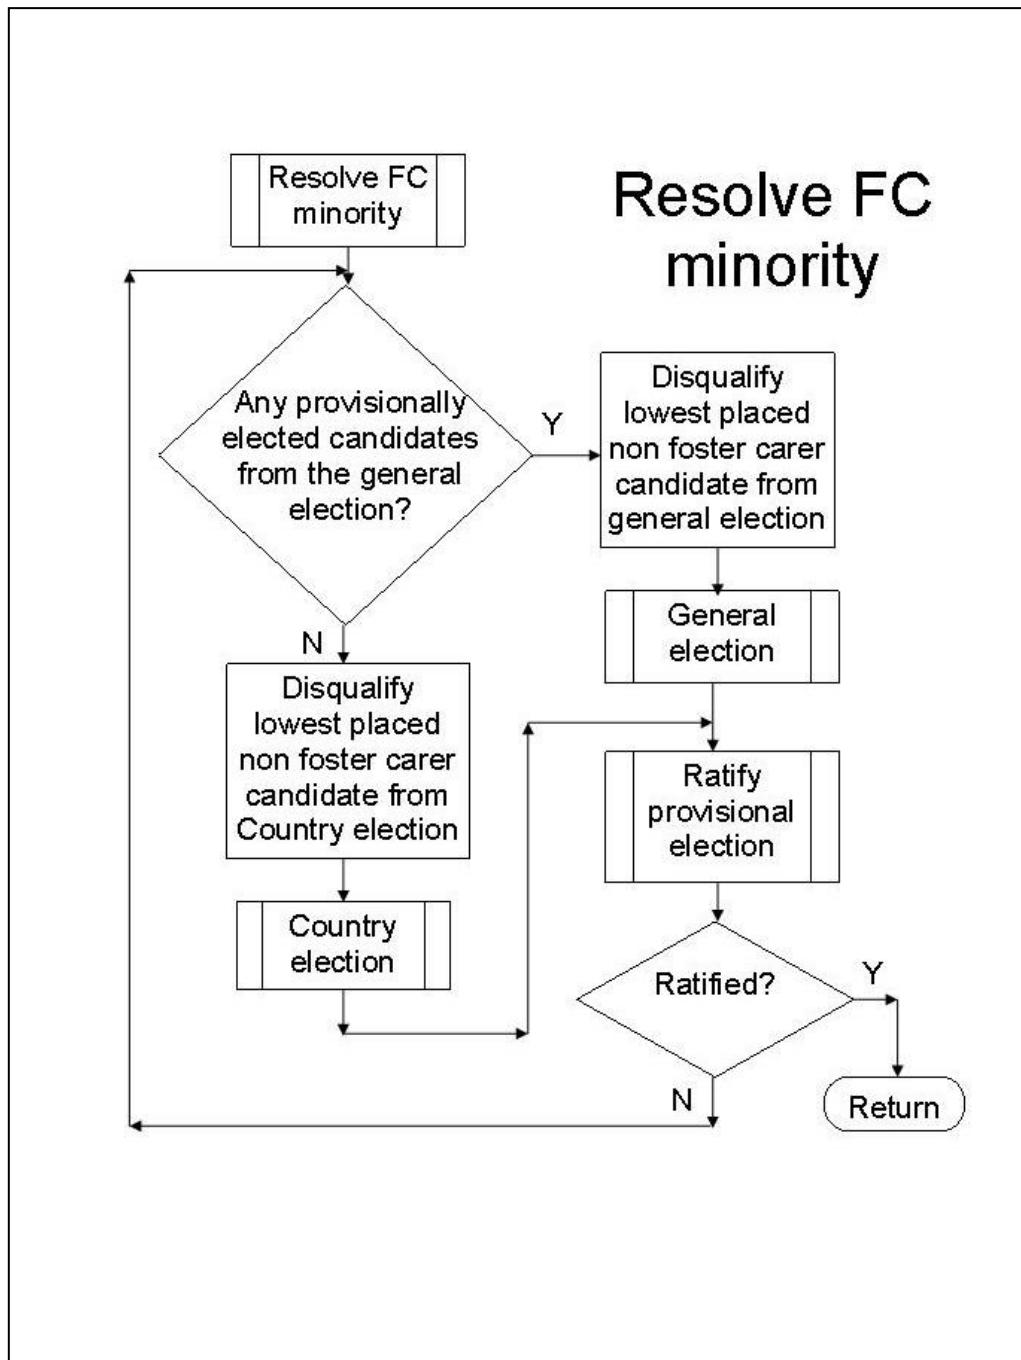 Resolve FC
minority
Resolve FC
minority
Any provisionally
elected candidates
from the general
election?
Y
Disqualify
lowest placed
non foster carer
candidate from
general election
General
election
N
Disqualify
lowest placed
non foster carer
candidate from
Country election
Ratify
provisional
election
Country
election
Ratified?
Y
N
Return